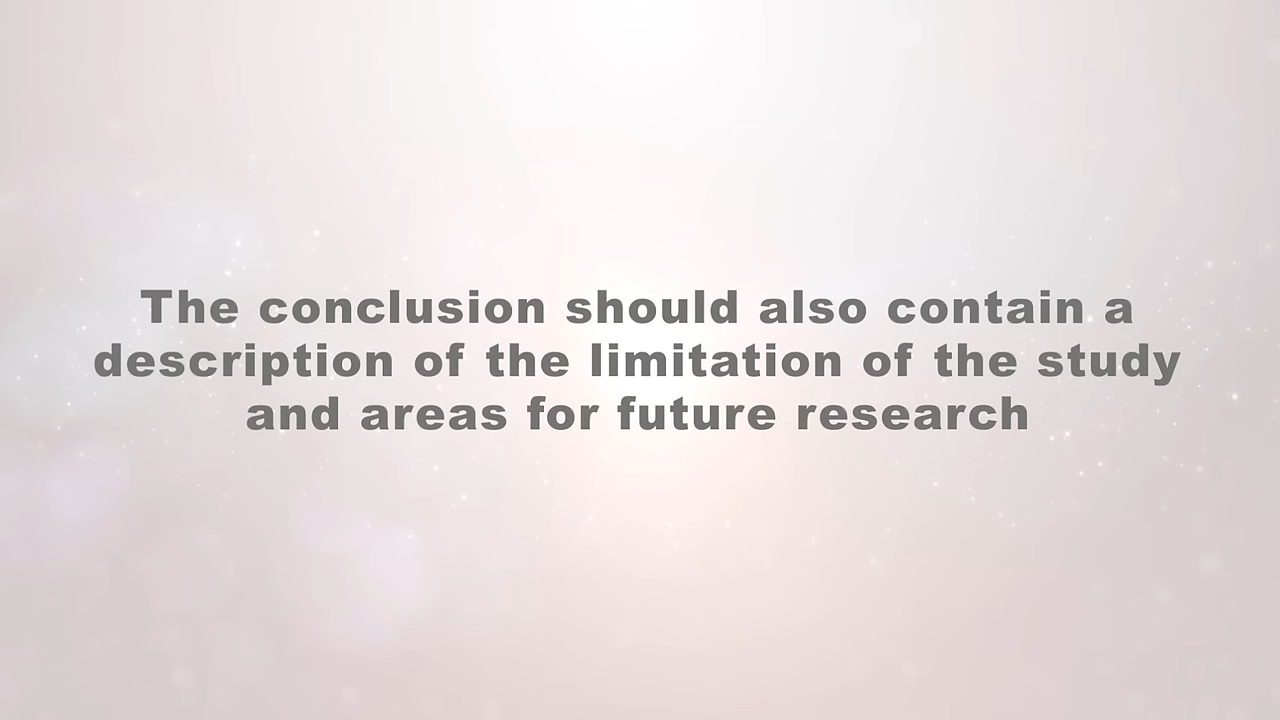 The conclusion should also contain a
description of the limitation of the study
and areas for future research